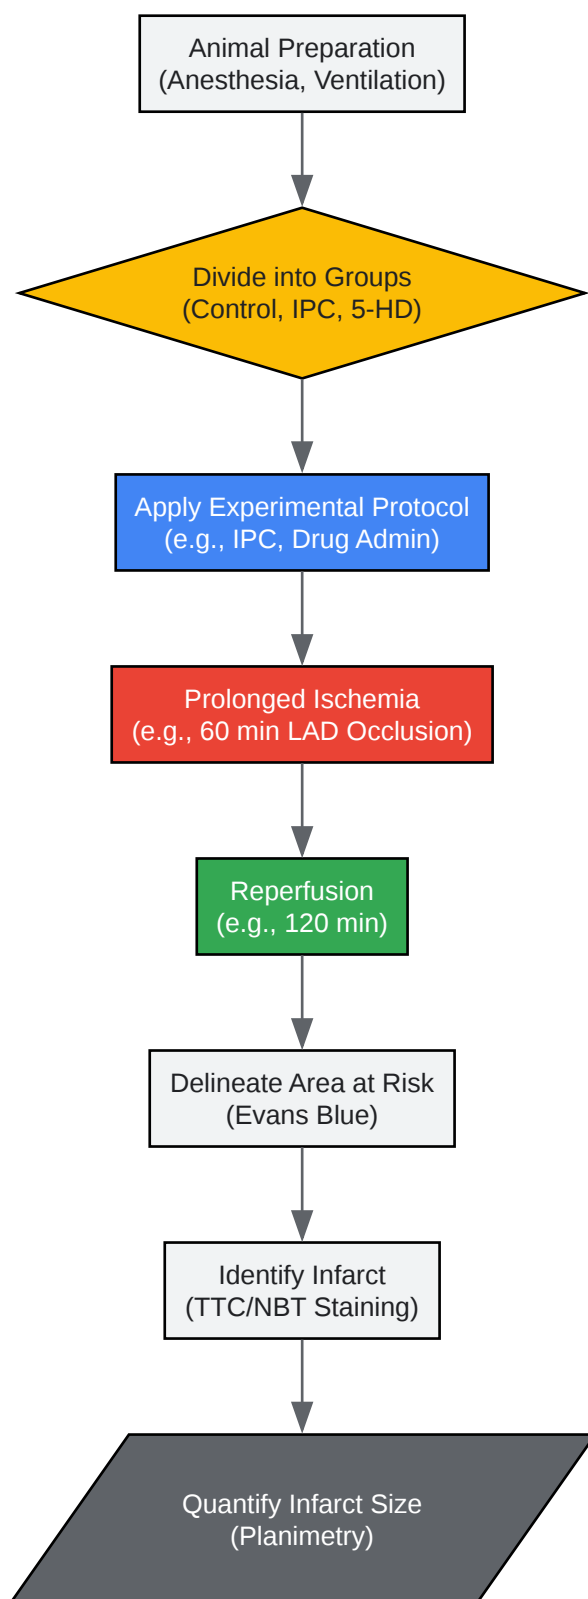 Animal Preparation
(Anesthesia, Ventilation)
Divide into Groups
(Control, IPC, 5-HD)
Apply Experimental Protocol
(e.g., IPC, Drug Admin)
Prolonged Ischemia
(e.g., 60 min LAD Occlusion)
Reperfusion
(e.g., 120 min)
Delineate Area at Risk
(Evans Blue)
Identify Infarct
(TTC/NBT Staining)
Quantify Infarct Size
(Planimetry)